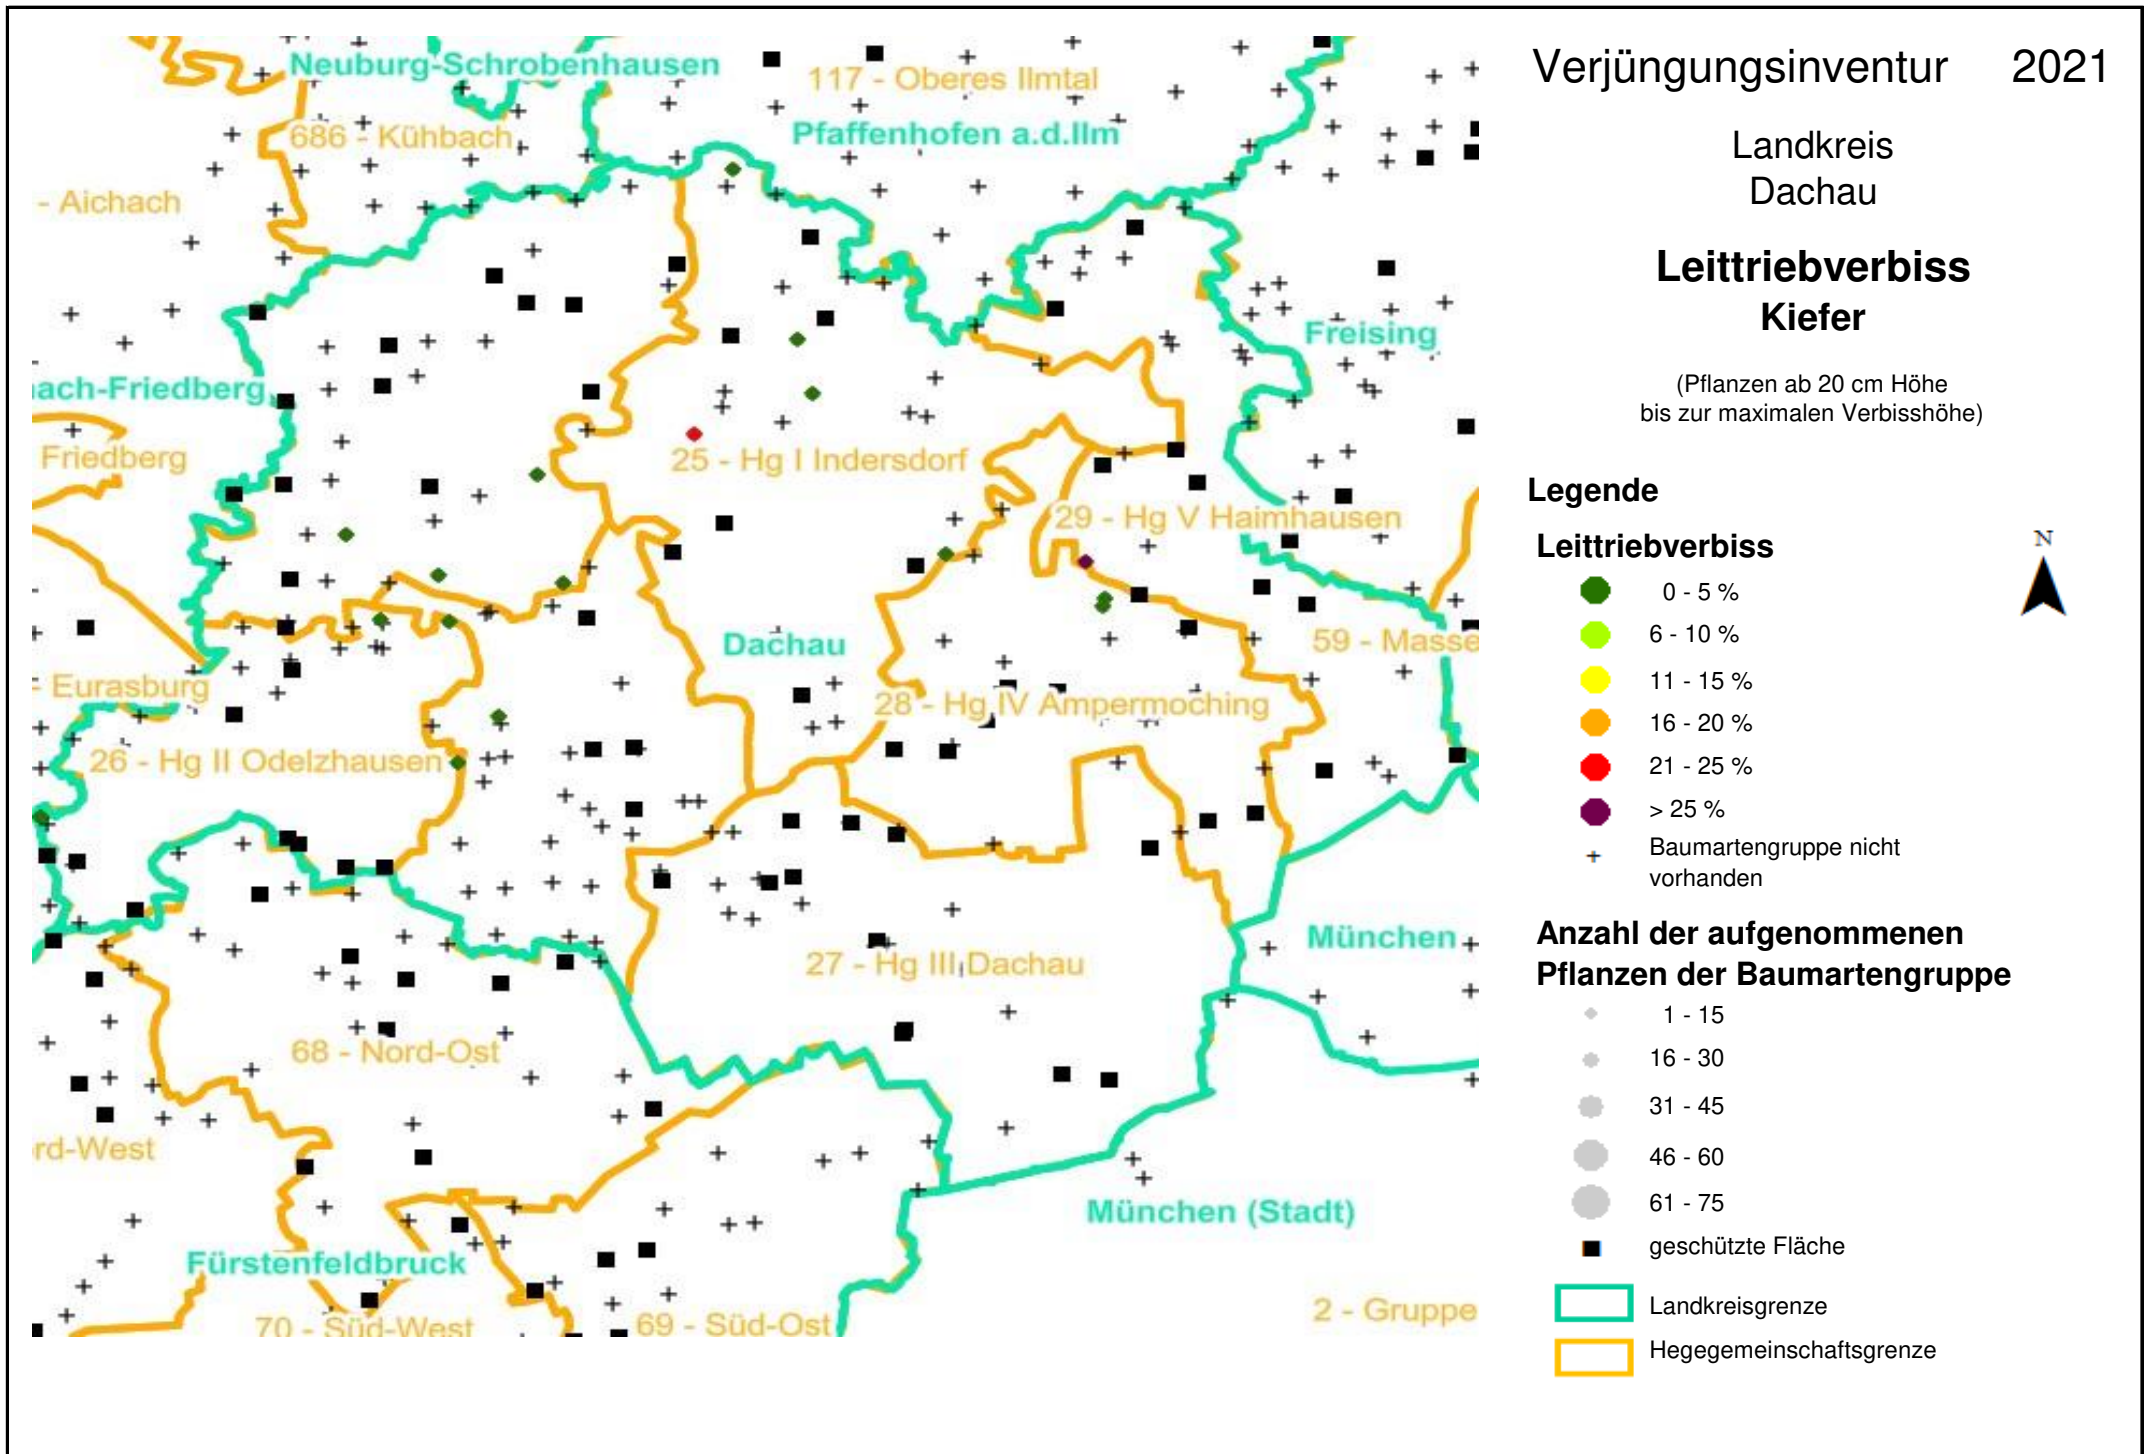 Neuburg-Schrobenhausen
117 - Oberes Ilmtal
686 - Kühbach
Pfaffenhofen a.d.Ilm
- Aichach
Freising
ach-Friedberg
Friedberg
25 - Hg I Indersdorf
29 - Hg V Haimhausen
Dachau
59 - Masse
- Eurasburg
28 - Hg IV Ampermoching
26 - Hg II Odelzhausen
München
27 - Hg III Dachau
68 - Nord-Ost
rd-West
München (Stadt)
Fürstenfeldbruck
70 - Süd-West
69 - Süd-Ost
2 - Gruppe
Verjüngungsinventur 2021
Landkreis
Dachau
Leittriebverbiss
Kiefer
(Pflanzen ab 20 cm Höhe
bis zur maximalen Verbisshöhe)
Legende
Leittriebverbiss
N
0 - 5 %
6 - 10 %
11 - 15 %
16 - 20 %
21 - 25 %
> 25 %
Baumartengruppe nicht
vorhanden
Anzahl der aufgenommenen
Pflanzen der Baumartengruppe
1 - 15
16 - 30
31 - 45
46 - 60
61 - 75
geschützte Fläche
Landkreisgrenze
Hegegemeinschaftsgrenze